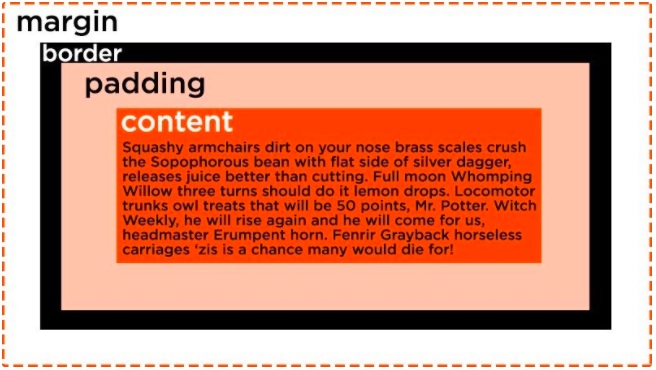 margin
border
padding
content
Squashy armchairs dirt on your nose brass scales crush
the Sopophorous bean with flat side of silver dagger,
releases juice better than cutting. Full moon Whomping
Willow three turns should do it lemon drops. Locomotor
trunks owl treats that will be 50 points, Mr. Potter. Witch
Weekly, he will rise again and he will come for us,
headmaster Erumpent horn. Fenrir Grayback horseless
carriages ‘zis is a chance many would die for!